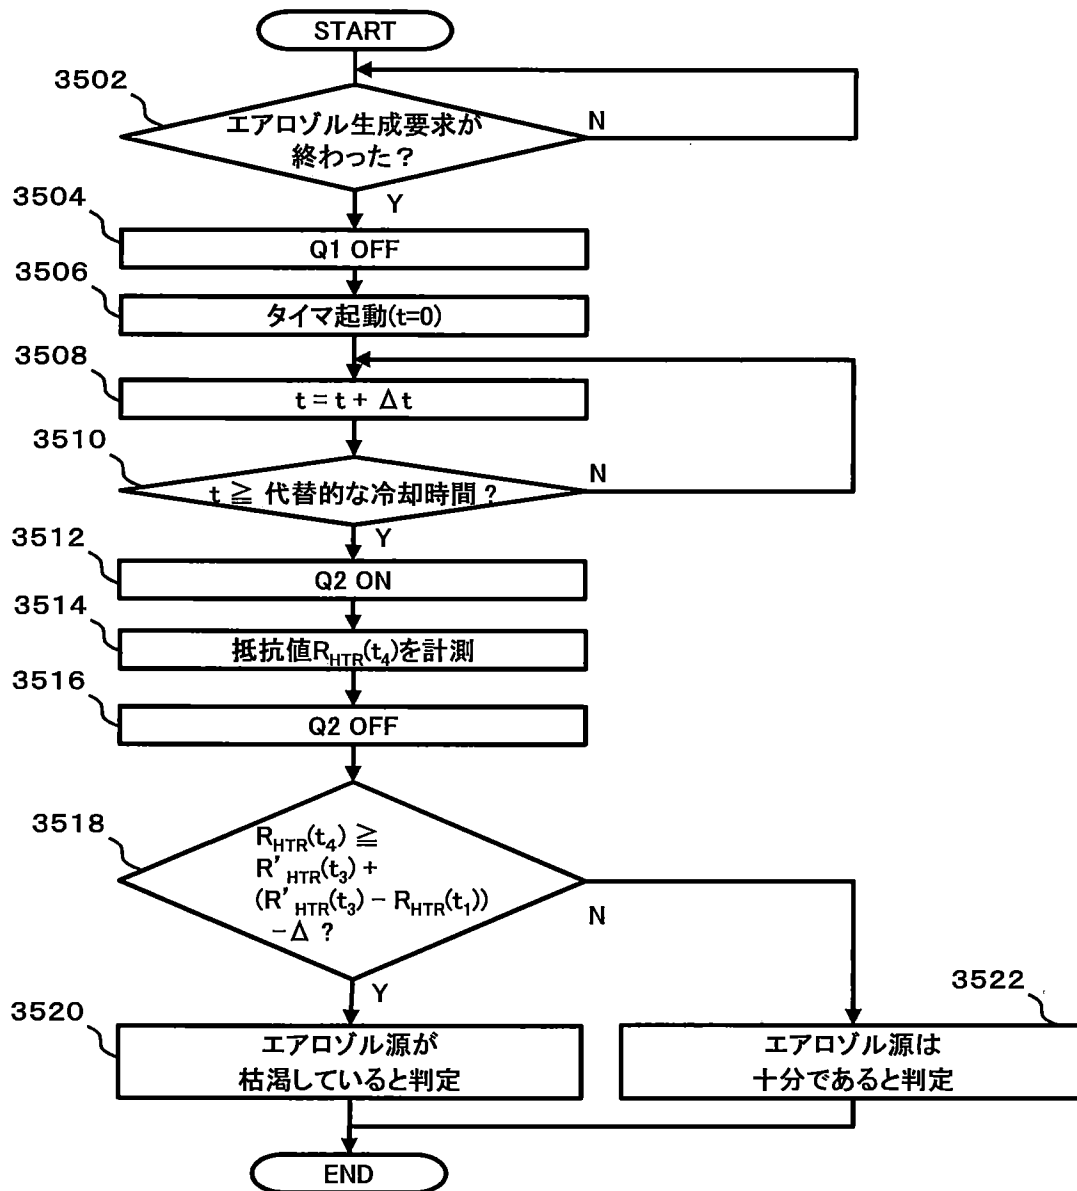 START
3502
エアロゾル生成要求が
終わった？
N
Y
3504
Q1 OFF
3506
タイマ起動(t=0)
3508
t = t + Δt
3510
t ≧ 代替的な冷却時間？
N
Y
3512
Q2 ON
3514
抵抗値R_HTR(t_4)を計測
3516
Q2 OFF
3518
R_HTR(t_4) ≧
R'_HTR(t_3) +
(R'_HTR(t_3) − R_HTR(t_1))
−Δ ?
N
Y
3520
エアロゾル源が
枯渇していると判定
3522
エアロゾル源は
十分であると判定
END